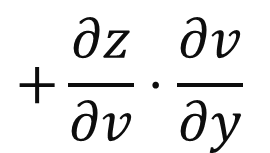 + ∂z/∂v · ∂v/∂y